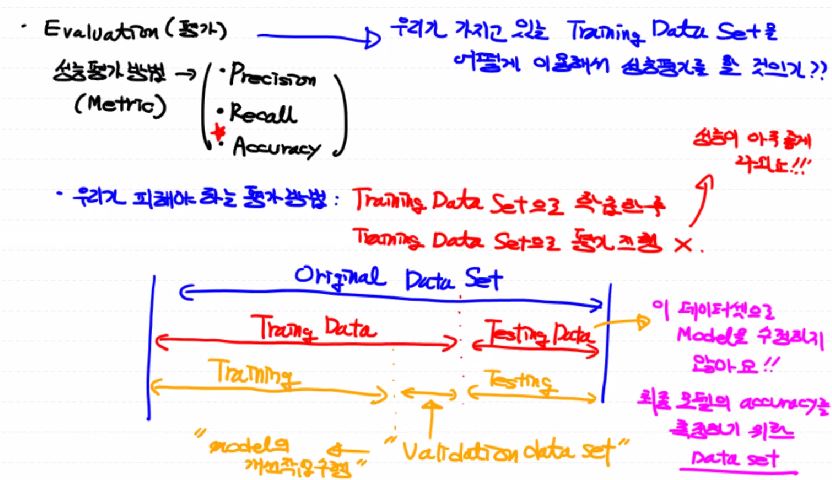 · Evaluation (평가) → 우리가 가지고 있는 Training Data Set을
어떻게 이용해서 성능평가를 할 것인가??
성능평가 방법 → · Precision
(Metric)
· Recall
★ · Accuracy
성능이 아주 좋게
나와요!!!
· 우리가 피해야 하는 평가방법 : Training Data Set으로 학습한 후
Training Data Set으로 평가 진행 X.
Original Data Set
Traing Data
Testing Data
이 데이터셋으로
Model을 수정하지
않아요!!
Training
Testing
최종 모델의 accuracy를
측정하기 위한
Data set
"model의
개선작업수행"
"Validation data set"